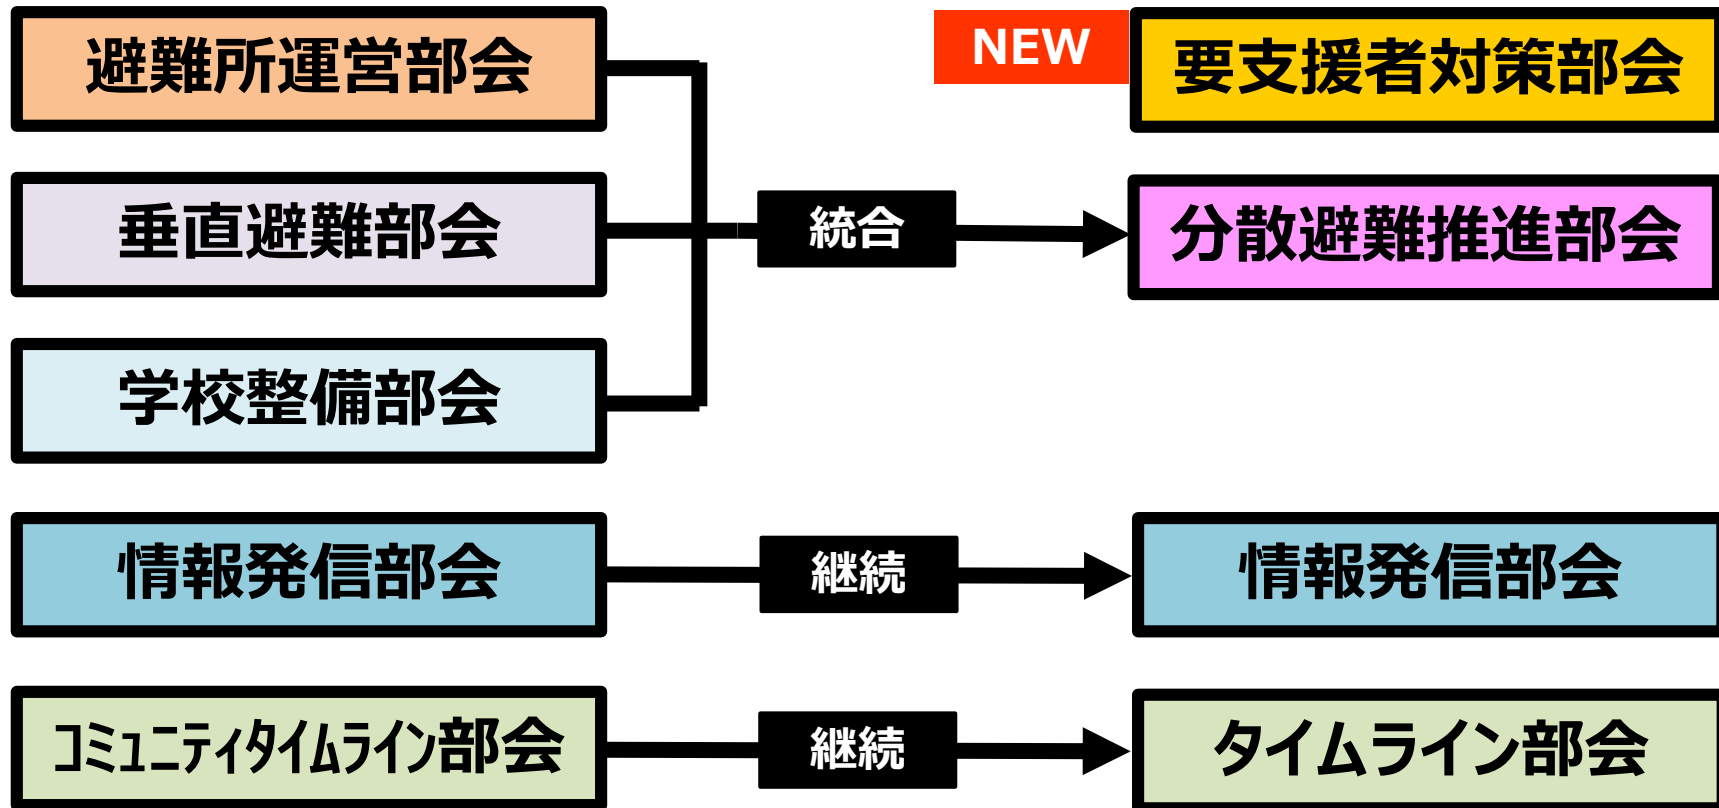 避難所運営部会
NEW
要支援者対策部会
垂直避難部会
統合
分散避難推進部会
学校整備部会
情報発信部会
継続
情報発信部会
コミュニティタイムライン部会
継続
タイムライン部会